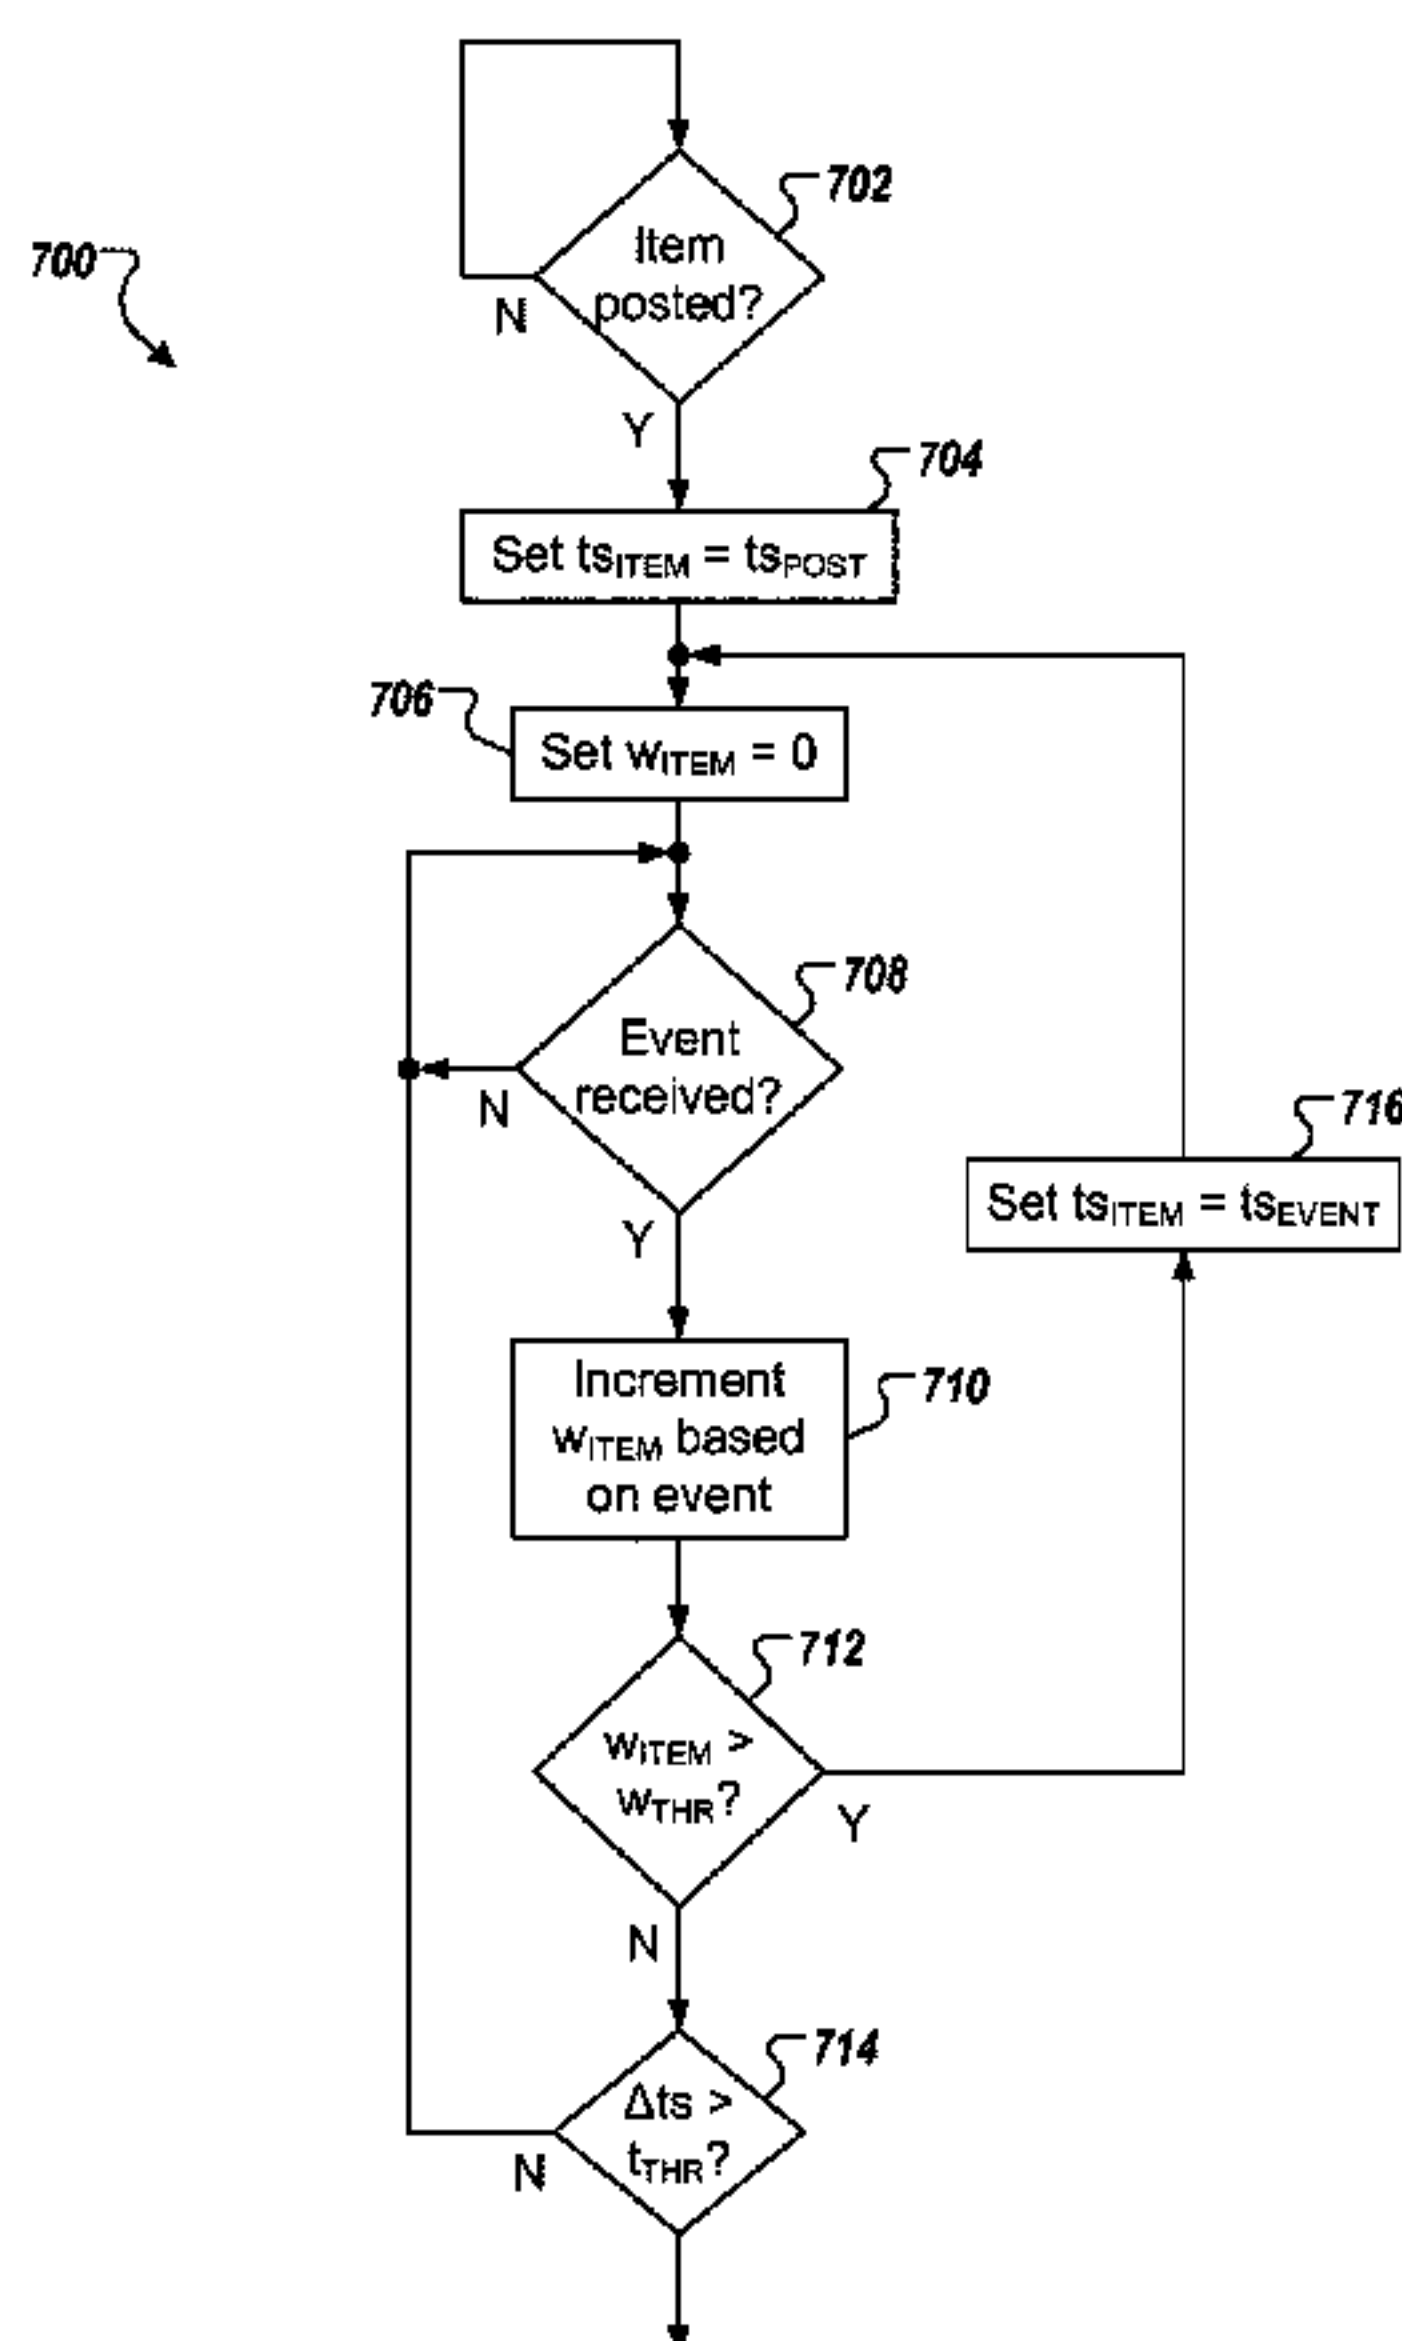 702
Item
posted?
700
N
Y
704
Set tsITEM = tsPOST
706
Set wITEM = 0
708
Event
received?
N
716
Y
Set tsITEM = tsEVENT
Increment
wITEM based
on event
710
712
wITEM >
wTHR?
Y
N
714
Δts >
tTHR?
N